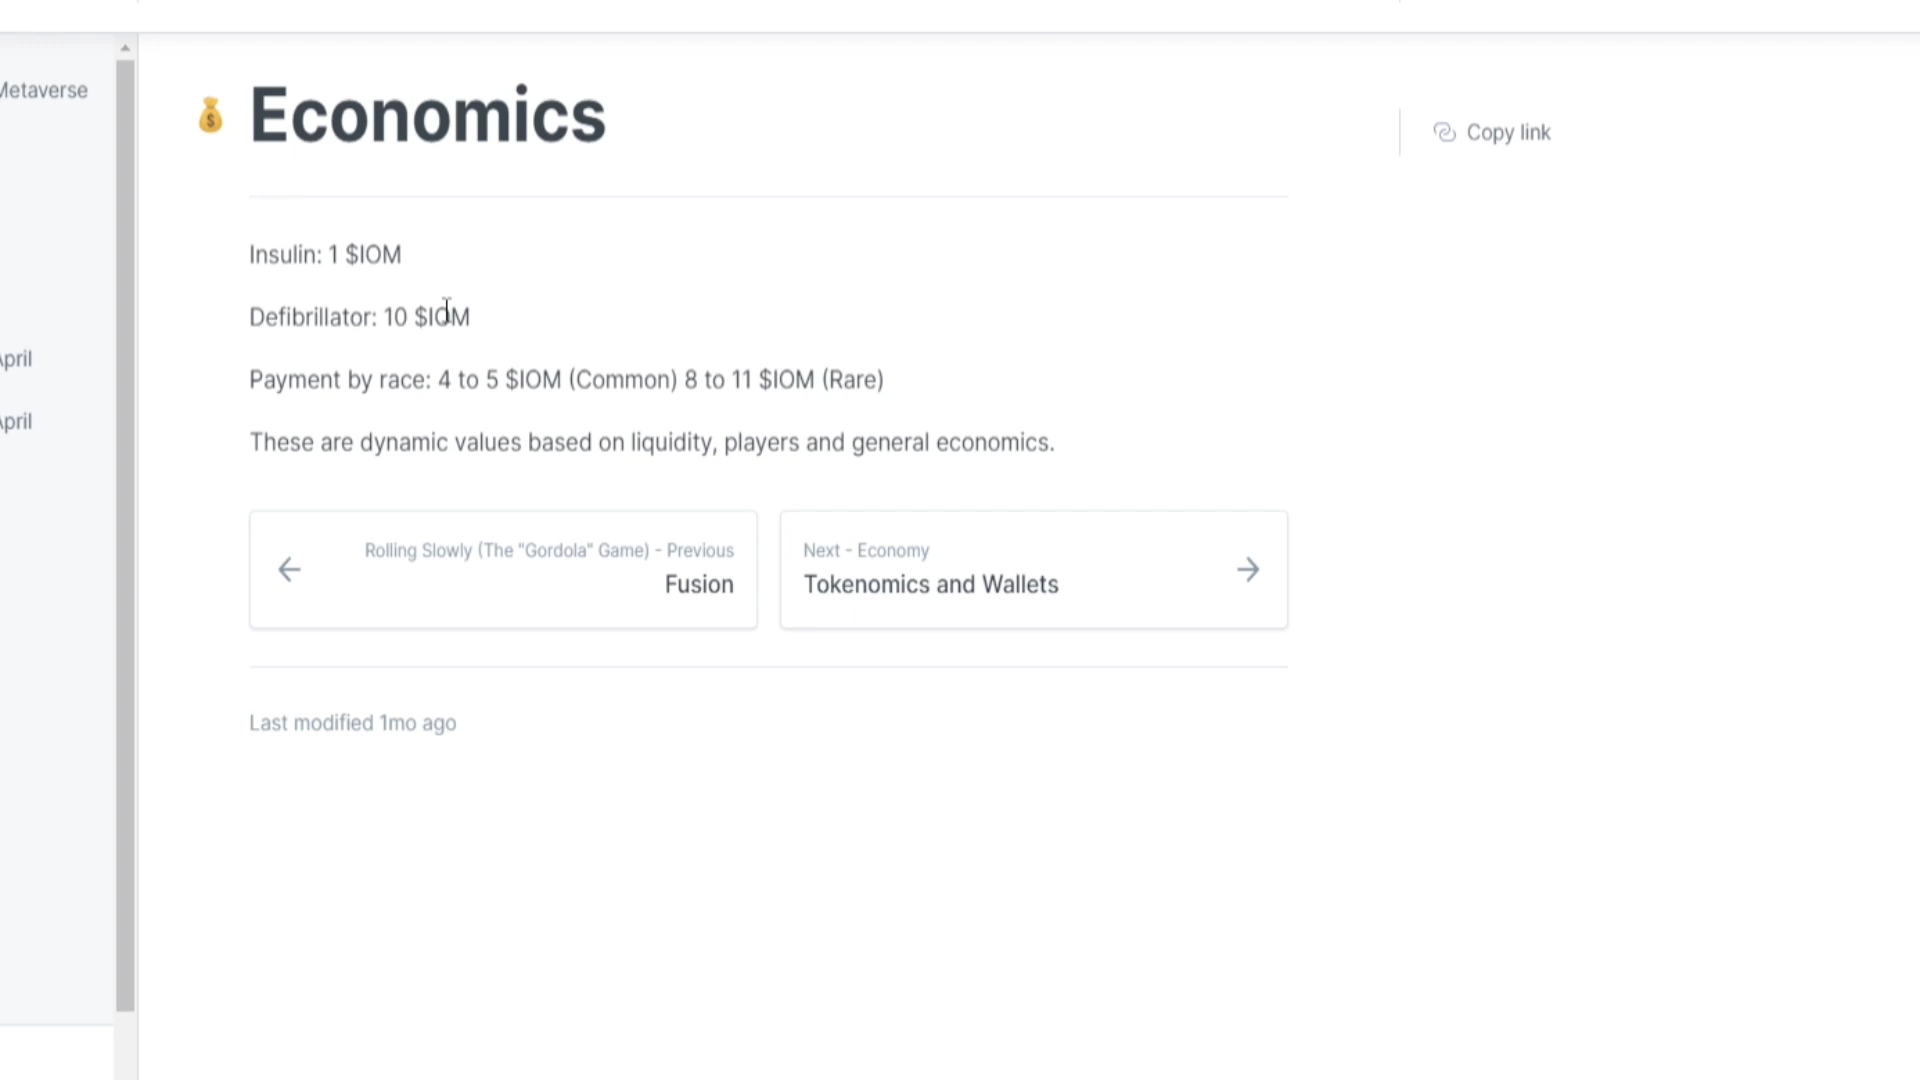 Metaverse
Economics
Copy link
Insulin: 1 $IOM
Defibrillator: 10 $IOM
April
Payment by race: 4 to 5 $IOM (Common) 8 to 11 $IOM (Rare)
April
These are dynamic values based on liquidity, players and general economics.
Rolling Slowly (The "Gordola" Game) - Previous
Fusion
Next - Economy
Tokenomics and Wallets
Last modified 1mo ago